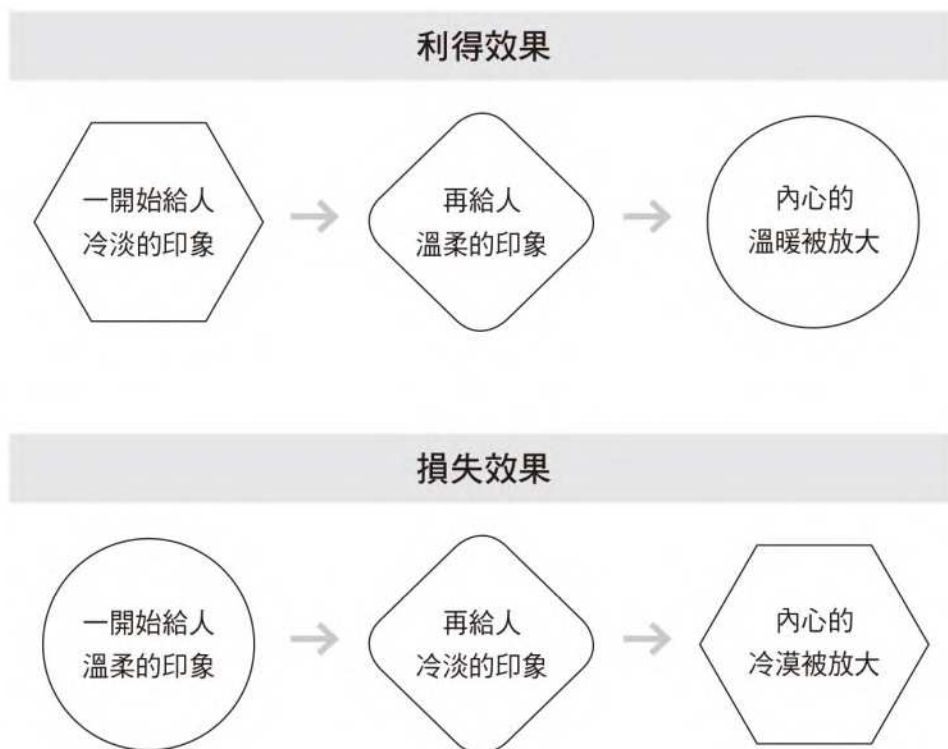 利得效果
一開始給人
冷淡的印象
再給人
溫柔的印象
內心的
溫暖被放大
損失效果
一開始給人
溫柔的印象
再給人
冷淡的印象
內心的
冷漠被放大